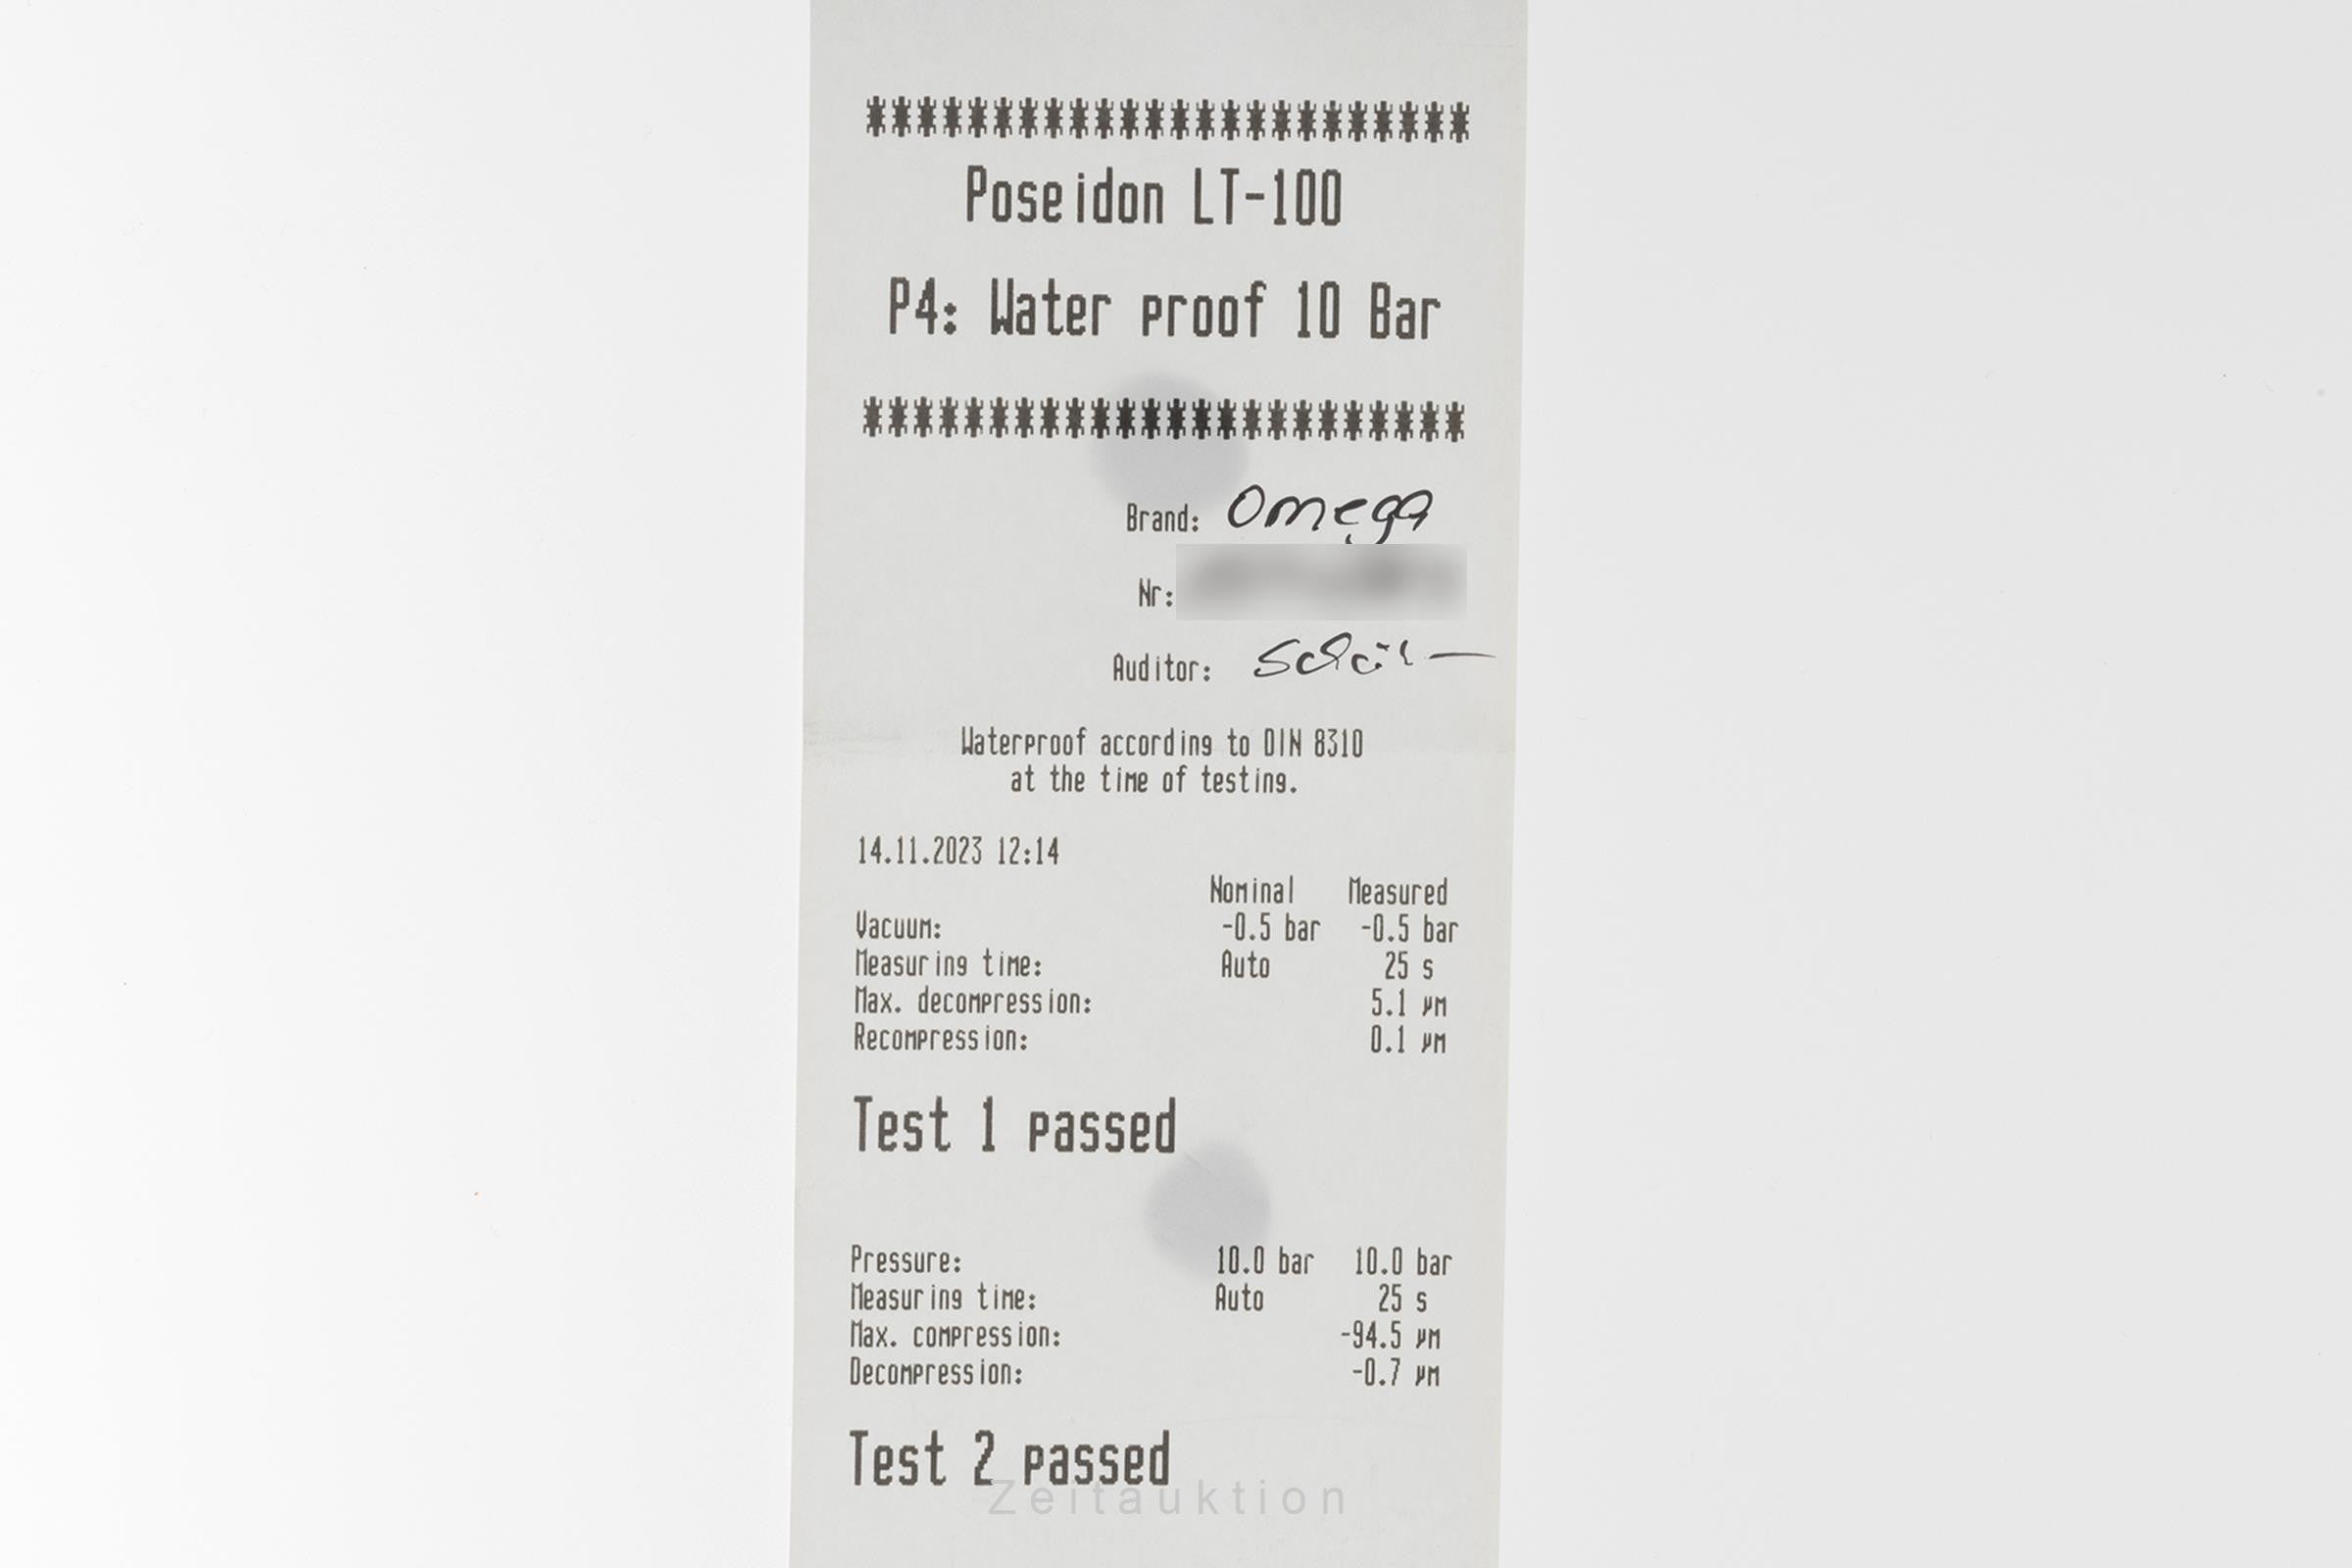 ************************
Poseidon LT-100
P4: Water proof 10 Bar
************************
Brand: Omega
Nr:
Auditor:
Waterproof according to DIN 8310
at the time of testing.
14.11.2023 12:14
Nominal Measured
Vacuum: -0.5 bar -0.5 bar
Measuring time: Auto 25 s
Max. decompression: 5.1 µm
Recompression: 0.1 µm
Test 1 passed
Pressure: 10.0 bar 10.0 bar
Measuring time: Auto 25 s
Max. compression: -94.5 µm
Decompression: -0.7 µm
Test 2 passed
Zeitauktion